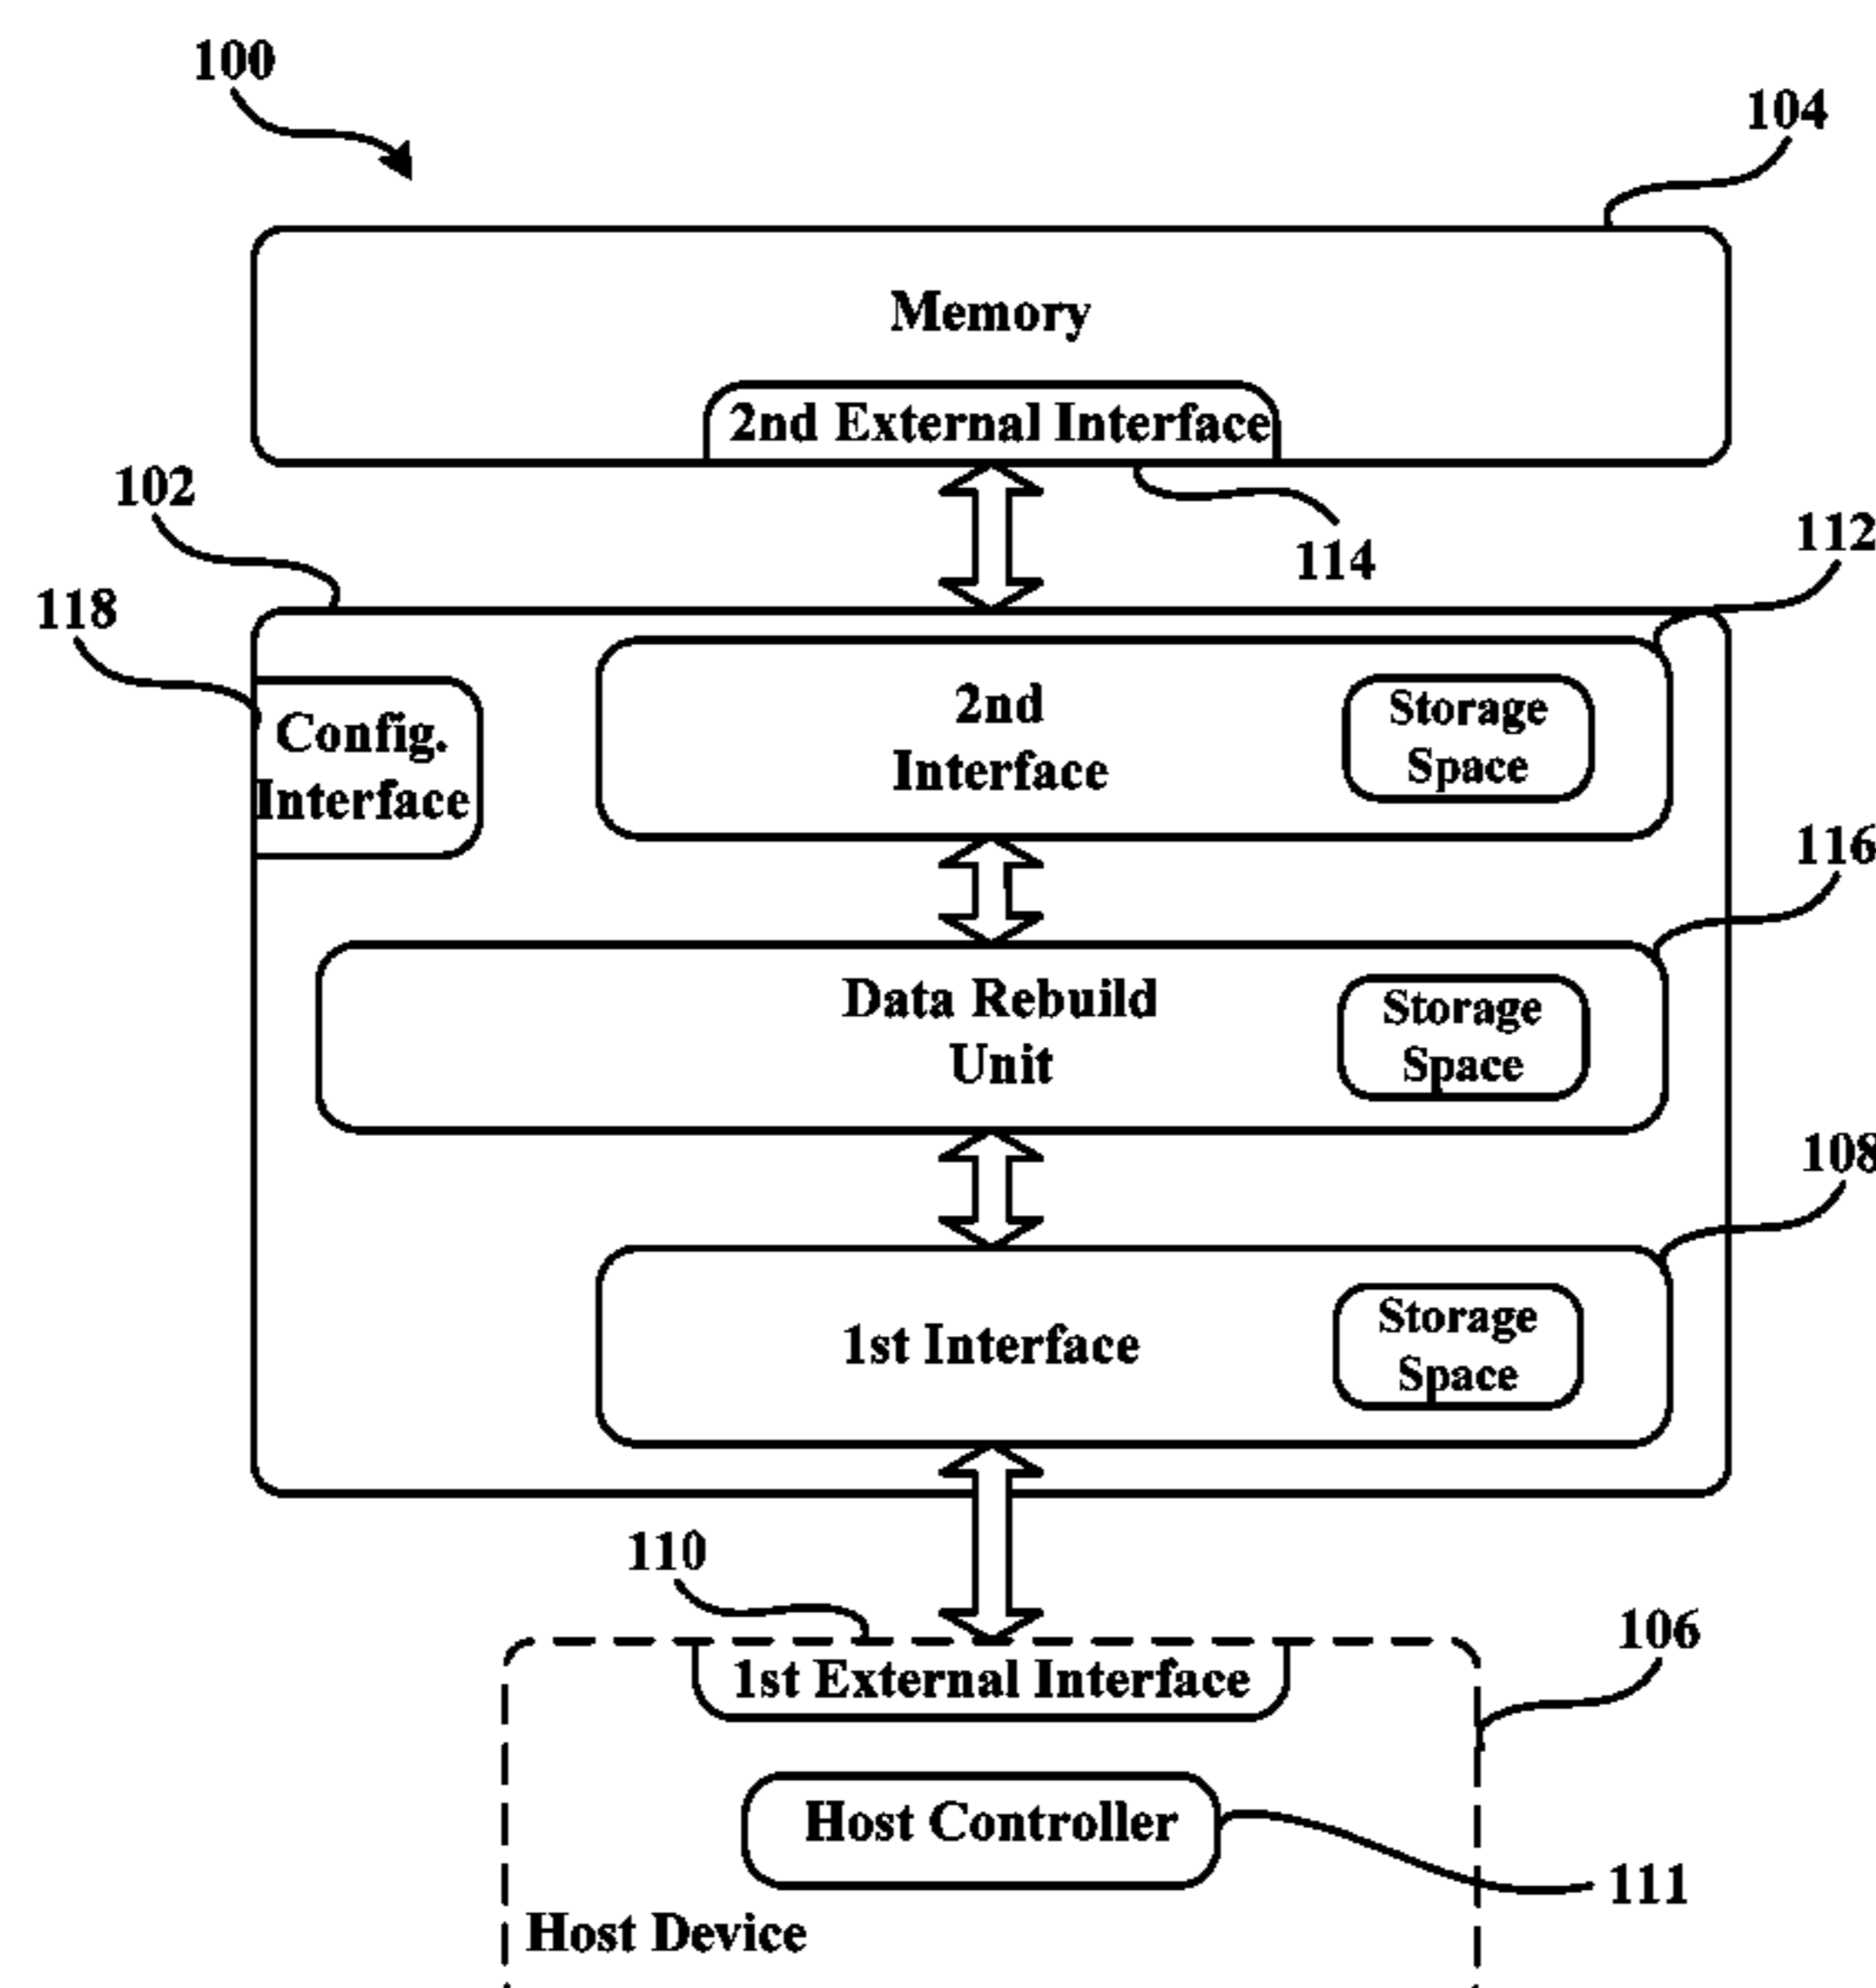 100
104
Memory
2nd External Interface
102
114
112
118
2nd
Interface
Storage
Space
Config.
Interface
116
Data Rebuild
Unit
Storage
Space
108
1st Interface
Storage
Space
110
106
1st External Interface
Host Controller
111
Host Device